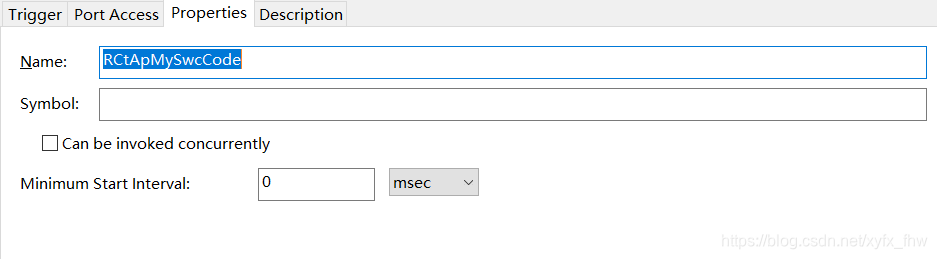 Trigger Port Access Properties Description
Name: RCtApMySwcCode
Symbol:
Can be invoked concurrently
Minimum Start Interval: 0 msec
https://blog.csdn.net/xyfx_fhw